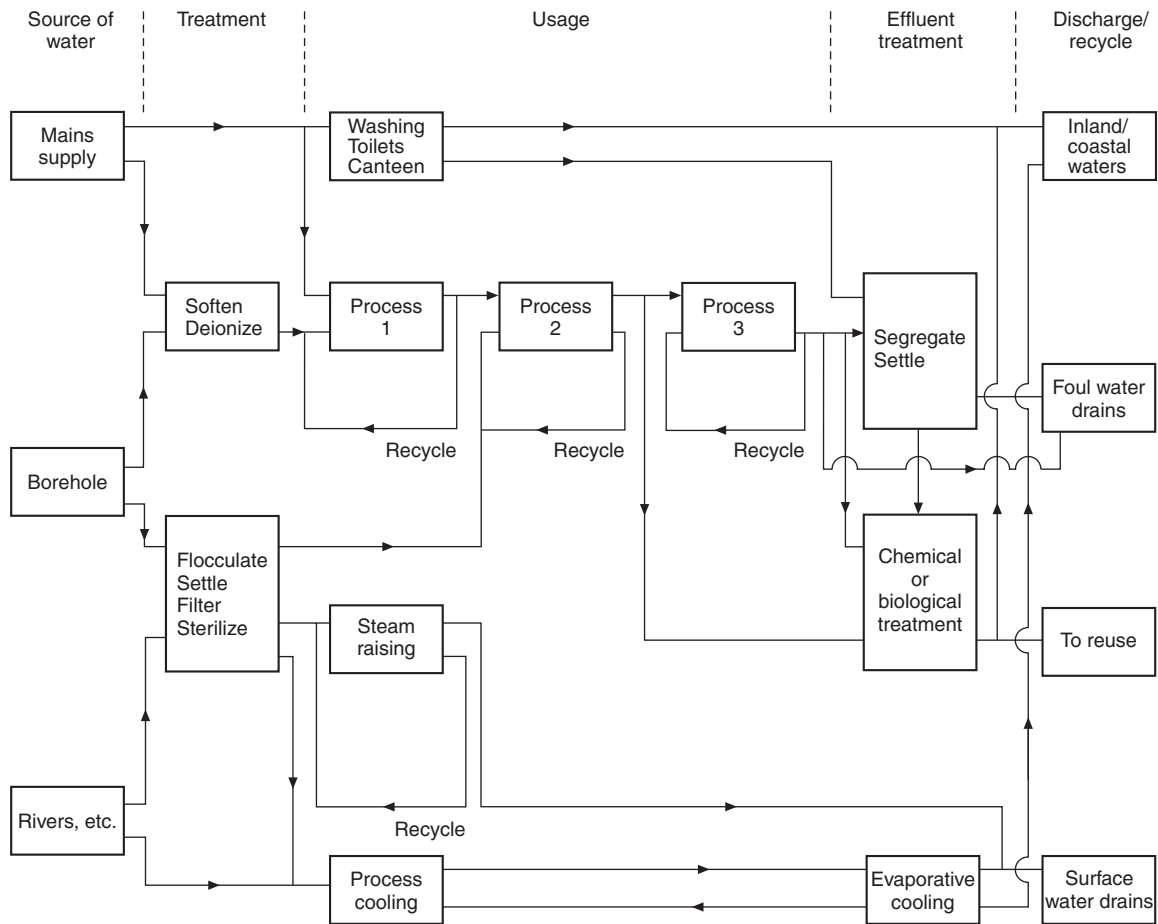 Source of
water
Treatment
Usage
Effluent
treatment
Discharge/
recycle
Mains
supply
Washing
Toilets
Canteen
Inland/
coastal
waters
Soften
Deionize
Process
1
Process
2
Process
3
Segregate
Settle
Foul water
drains
Recycle
Recycle
Recycle
Borehole
Flocculate
Settle
Filter
Sterilize
Chemical
or
biological
treatment
Steam
raising
To reuse
Rivers, etc.
Recycle
Process
cooling
Evaporative
cooling
Surface
water drains